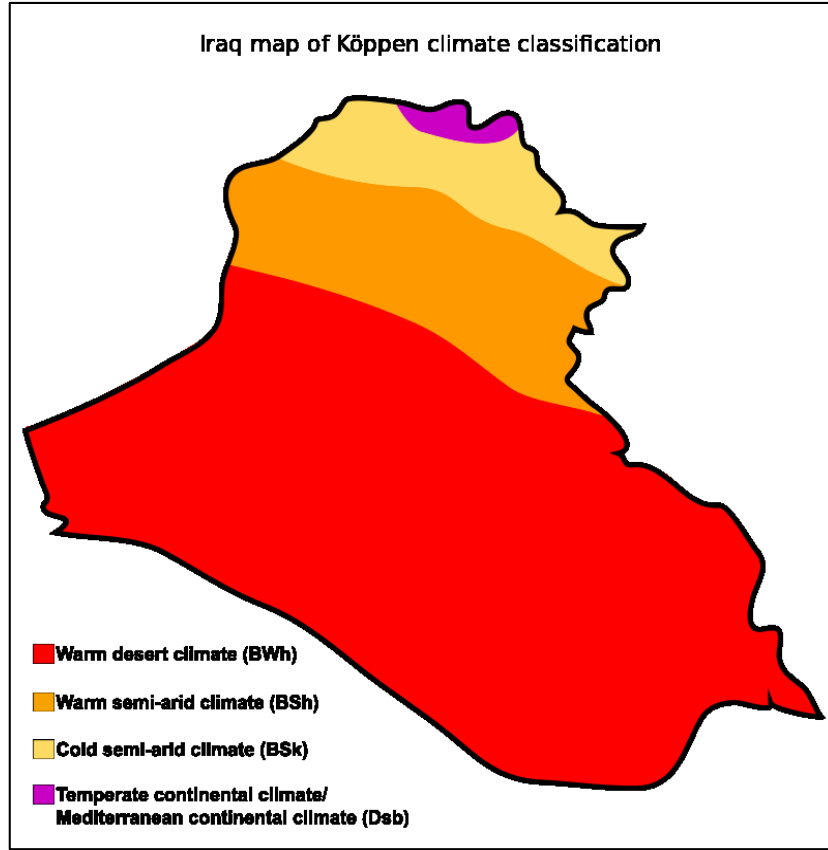 Iraq map of Köppen climate classification
Warm desert climate (BWh)
Warm semi-arid climate (BSh)
Cold semi-arid climate (BSk)
Temperate continental climate/
Mediterranean continental climate (Dsb)